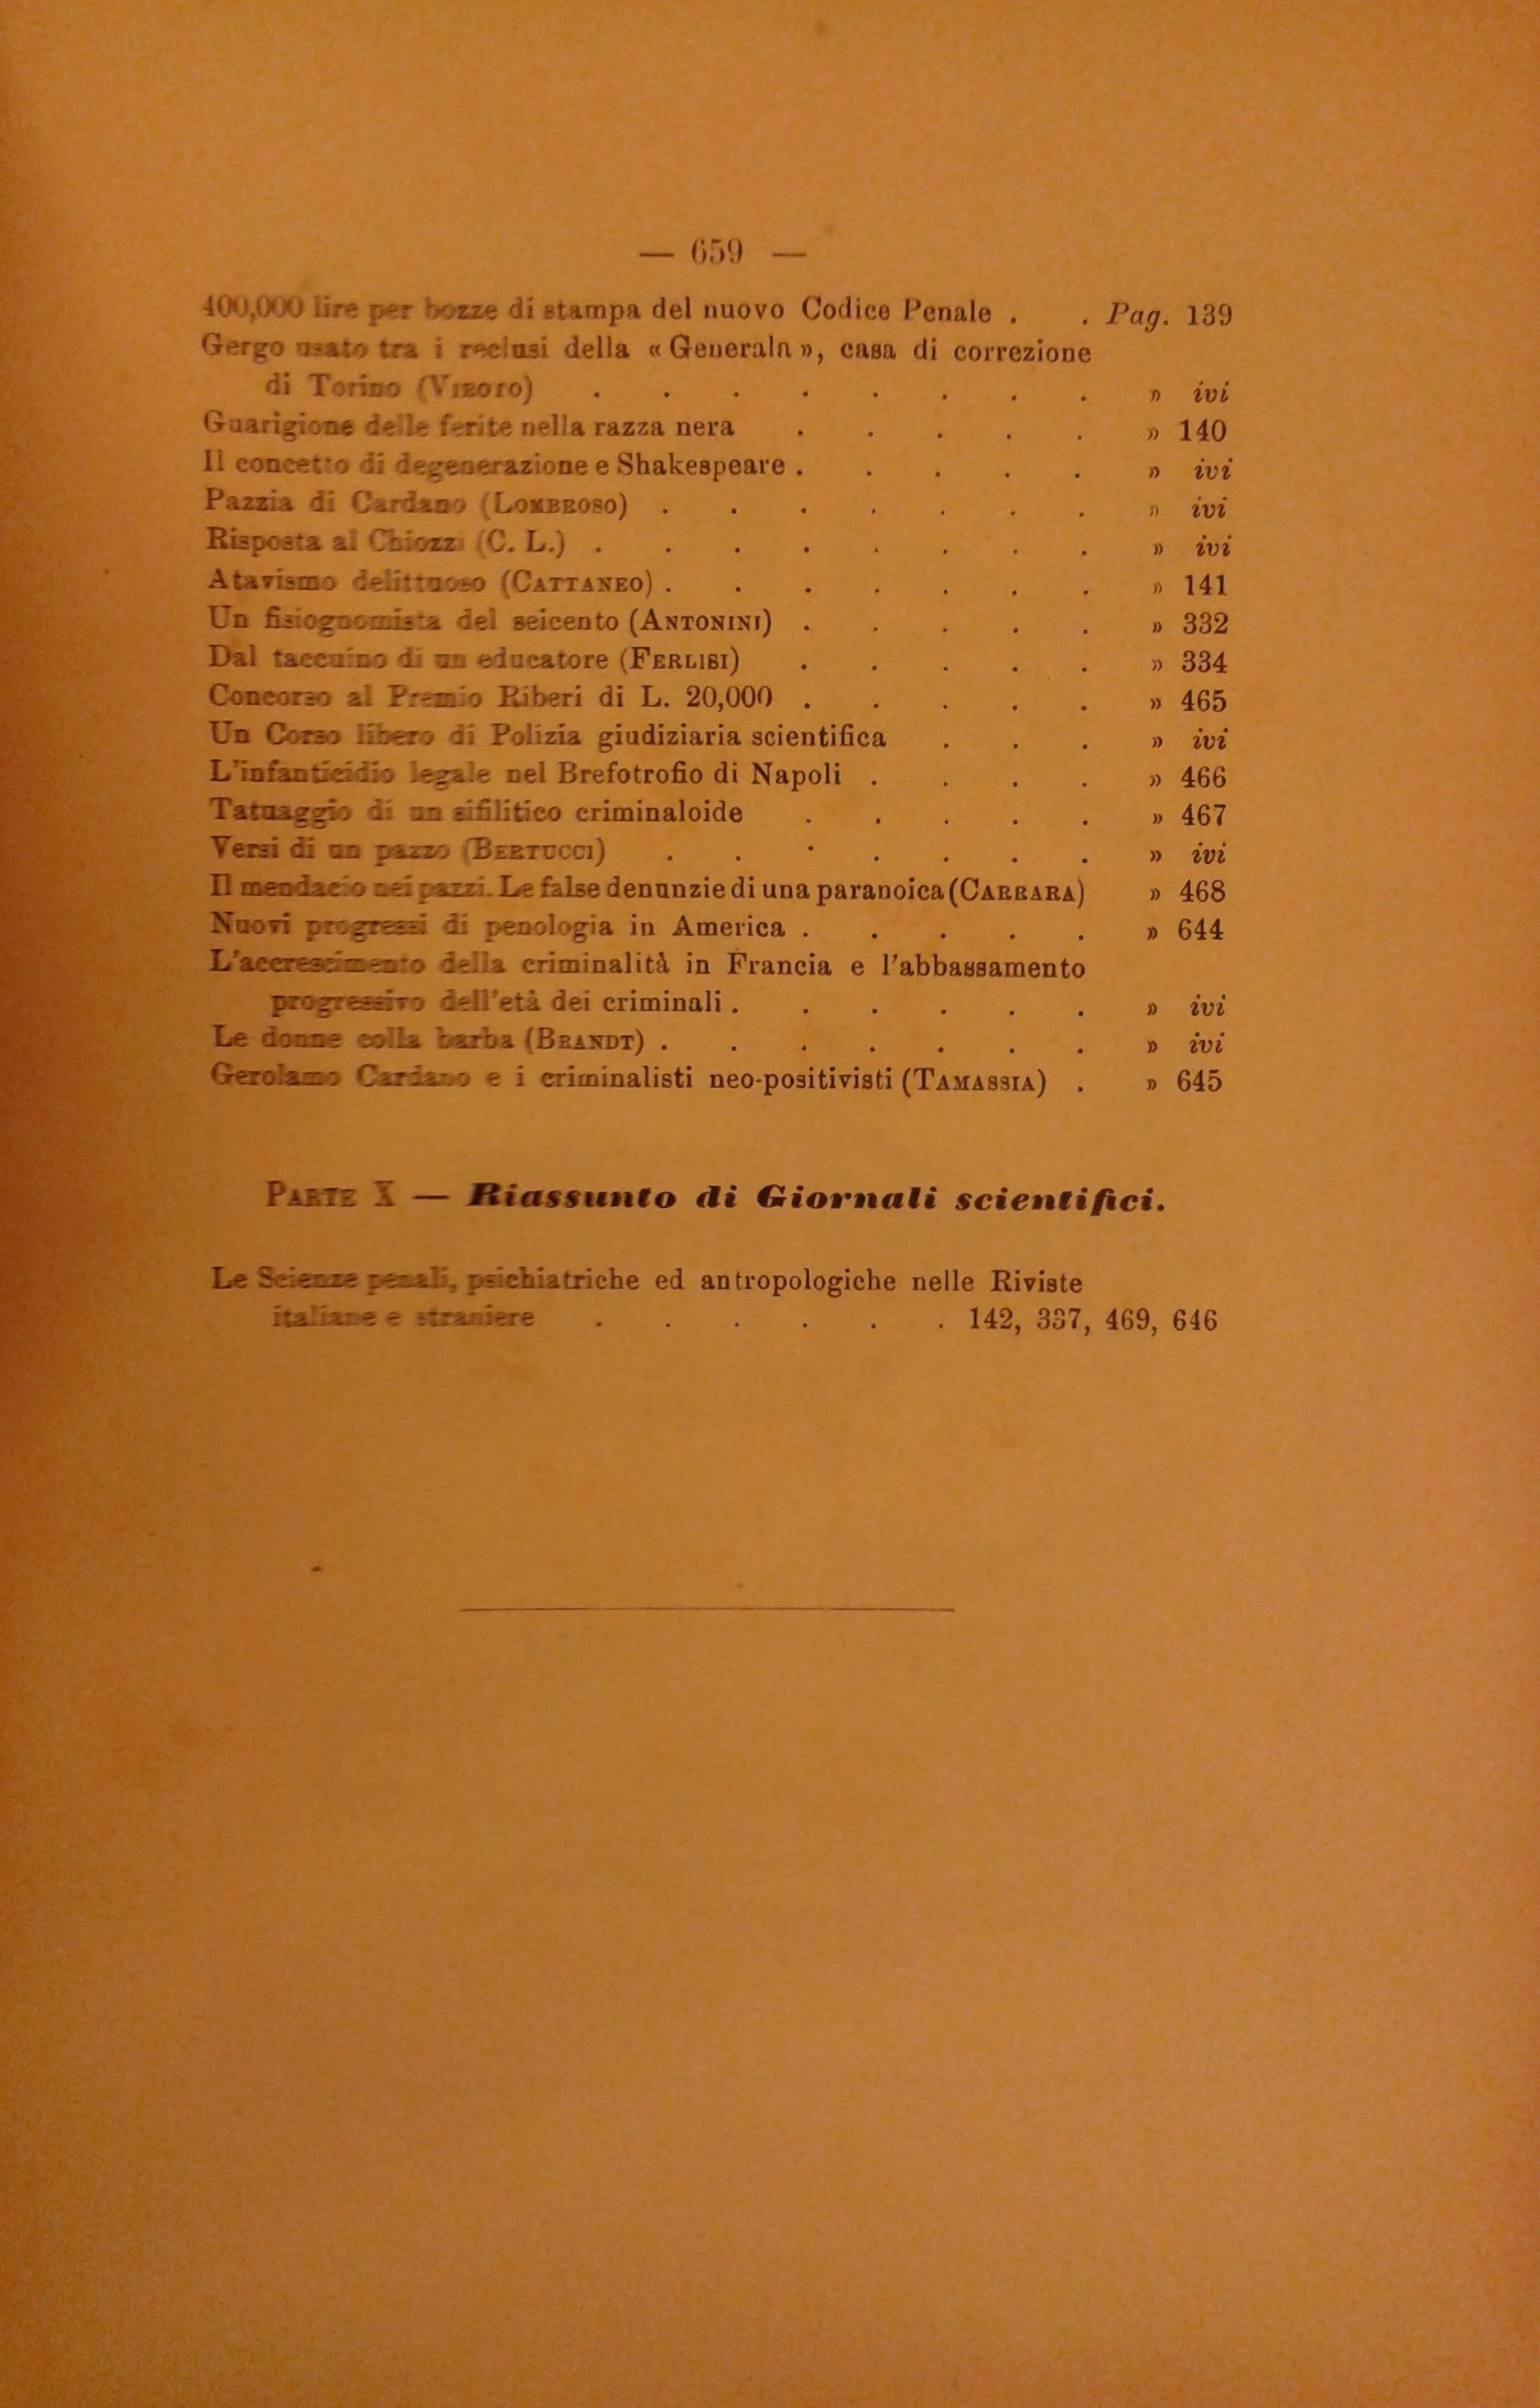 — 659 —
400,000 lire per bozze di stampa del nuovo Codice Penale . . Pag. 139
Gergo usato tra i reclusi della « Generala », casa di correzione
di Torino ( . . . . . . . . » ivi
Guarigione delle ferite nella razza nera . . . . . » 140
Il concetto di degenerazione e Shakespeare . . . . . » ivi
Pazzia di Cardano (LOMBROSO) . . . . . . . » ivi
Risposta al Chiozzi (C. L.) . . . . . . . . » ivi
Atavismo delittuoso (CATTANEO) . . . . . . . » 141
Un fisiognomista del seicento (ANTONINI) . . . . . » 332
Dal taccuino di un educatore (FERLISI) . . . . . » 334
Concorso al Premio Riberi di L. 20,000 . . . . . » 465
Un Corso libero di Polizia giudiziaria scientifica . . . » ivi
L'infanticidio legale nel Brefotrofio di Napoli . . . . » 466
Tatuaggio di un sifilitico criminaloide . . . . . » 467
Versi di un pazzo (BERTUCCI) . . . . . . . » ivi
Il mendacio nei pazzi. Le false denunzie di una paranoica (CARRARA) » 468
Nuovi progressi di penologia in America . . . . . » 644
L'accrescimento della criminalità in Francia e l'abbassamento
progressivo dell'età dei criminali . . . . . . » ivi
Le donne colla barba (BRANDT) . . . . . . . » ivi
Gerolamo Cardano e i criminalisti neo-positivisti (TAMASSIA) . » 645
PARTE X — Riassunto di Giornali scientifici.
Le Scienze penali, psichiatriche ed antropologiche nelle Riviste
italiane e straniere . . . . . . 142, 337, 469, 646